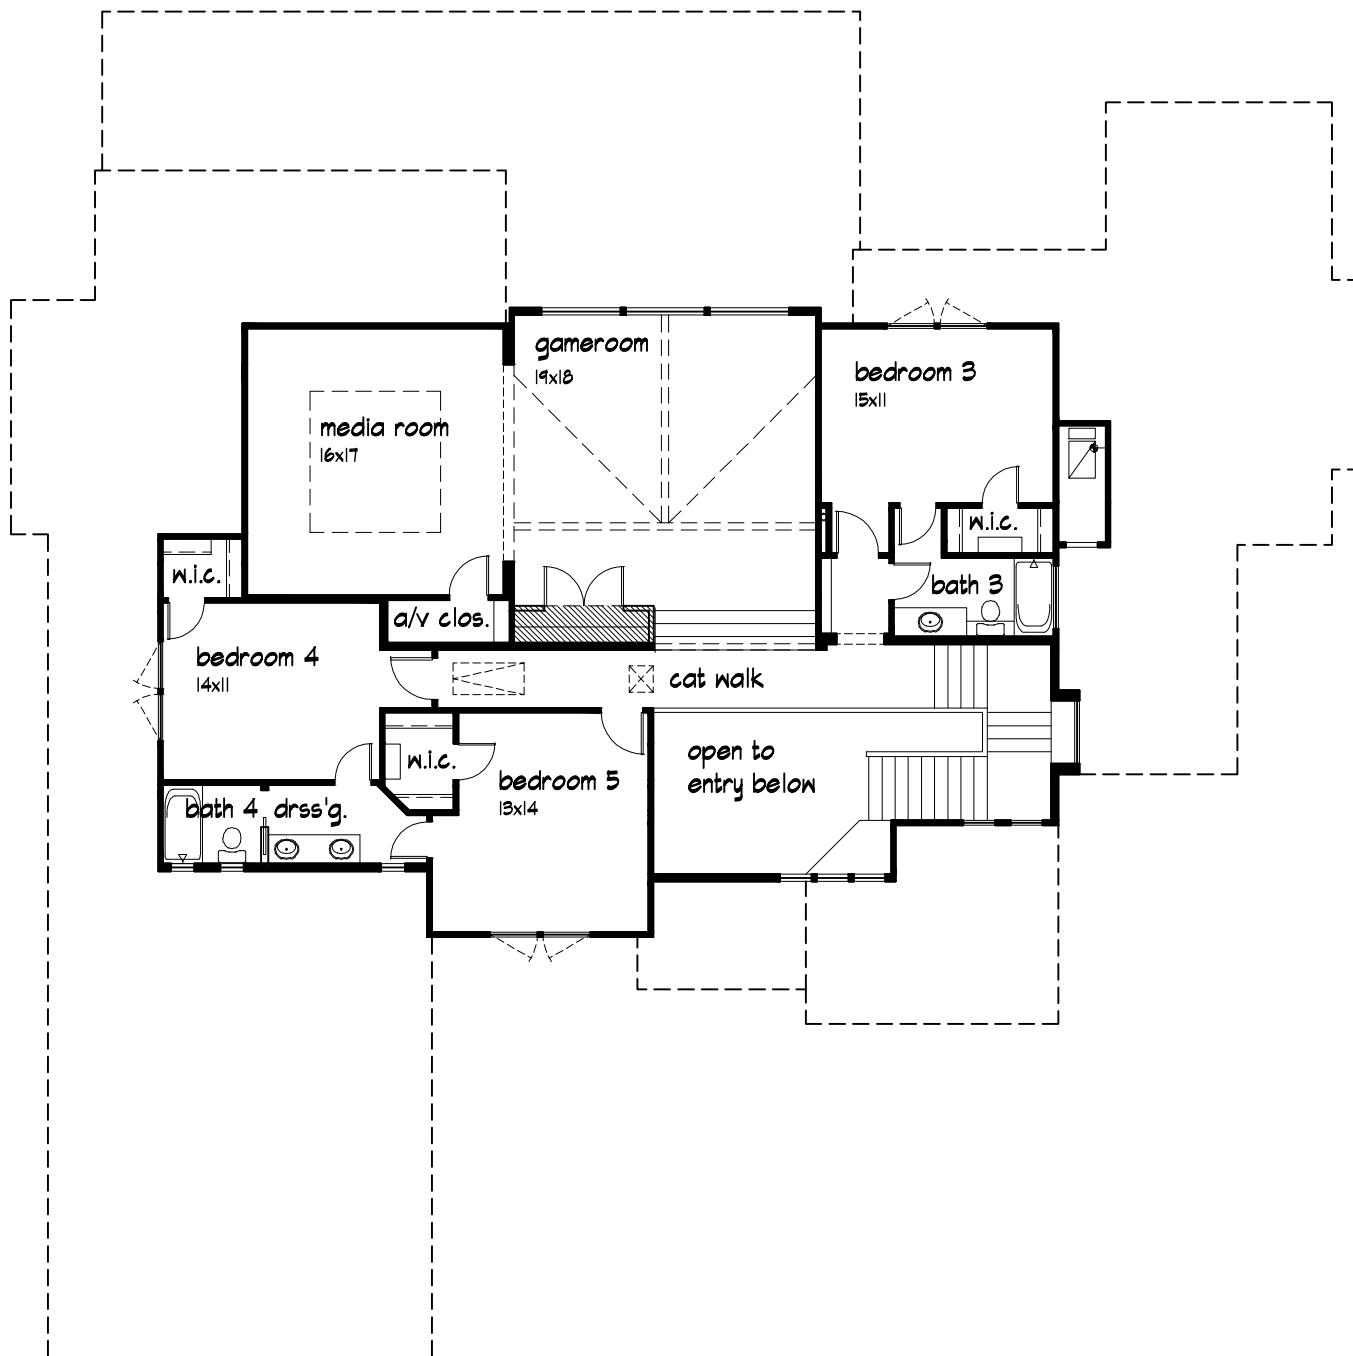 gameroom
19x18
bedroom 3
15x11
media room
16x17
w.i.c.
w.i.c.
bath 3
a/v clos.
bedroom 4
14x11
cat walk
open to
entry below
w.i.c.
bedroom 5
13x14
bath 4 drss'g.